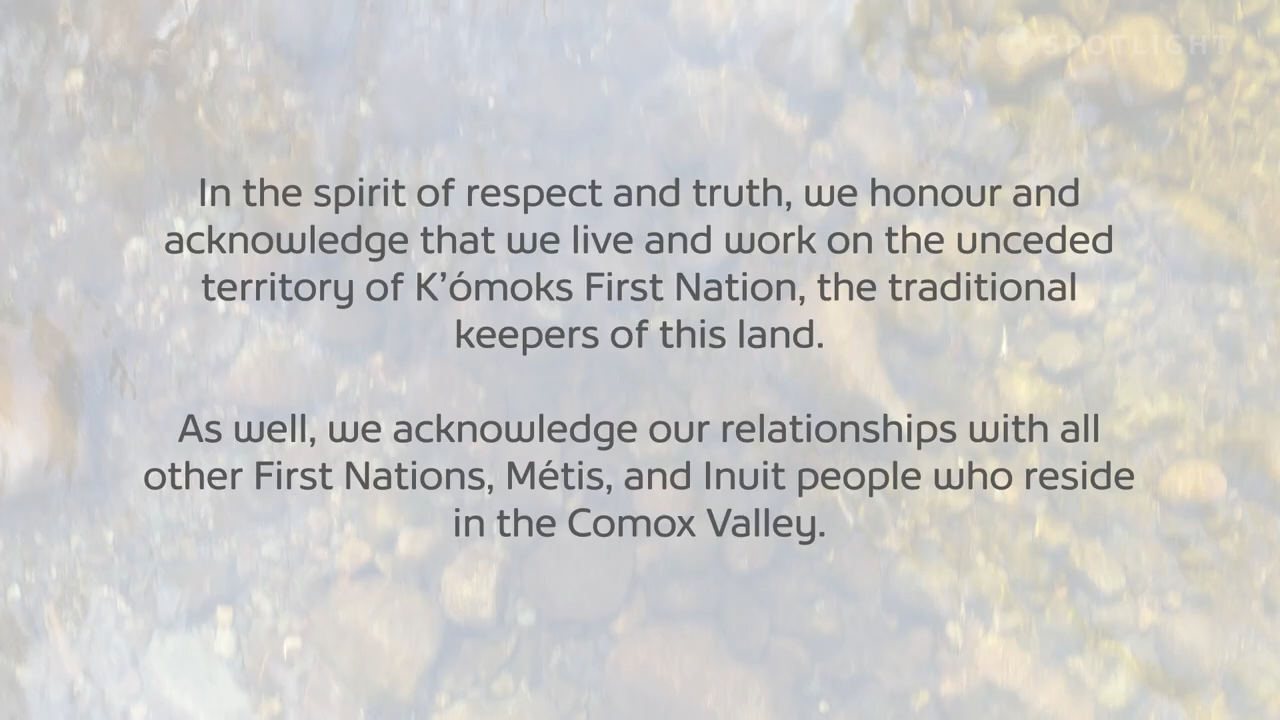 SPOTLIGHT
In the spirit of respect and truth, we honour and
acknowledge that we live and work on the unceded
territory of K’ómoks First Nation, the traditional
keepers of this land.
As well, we acknowledge our relationships with all
other First Nations, Métis, and Inuit people who reside
in the Comox Valley.